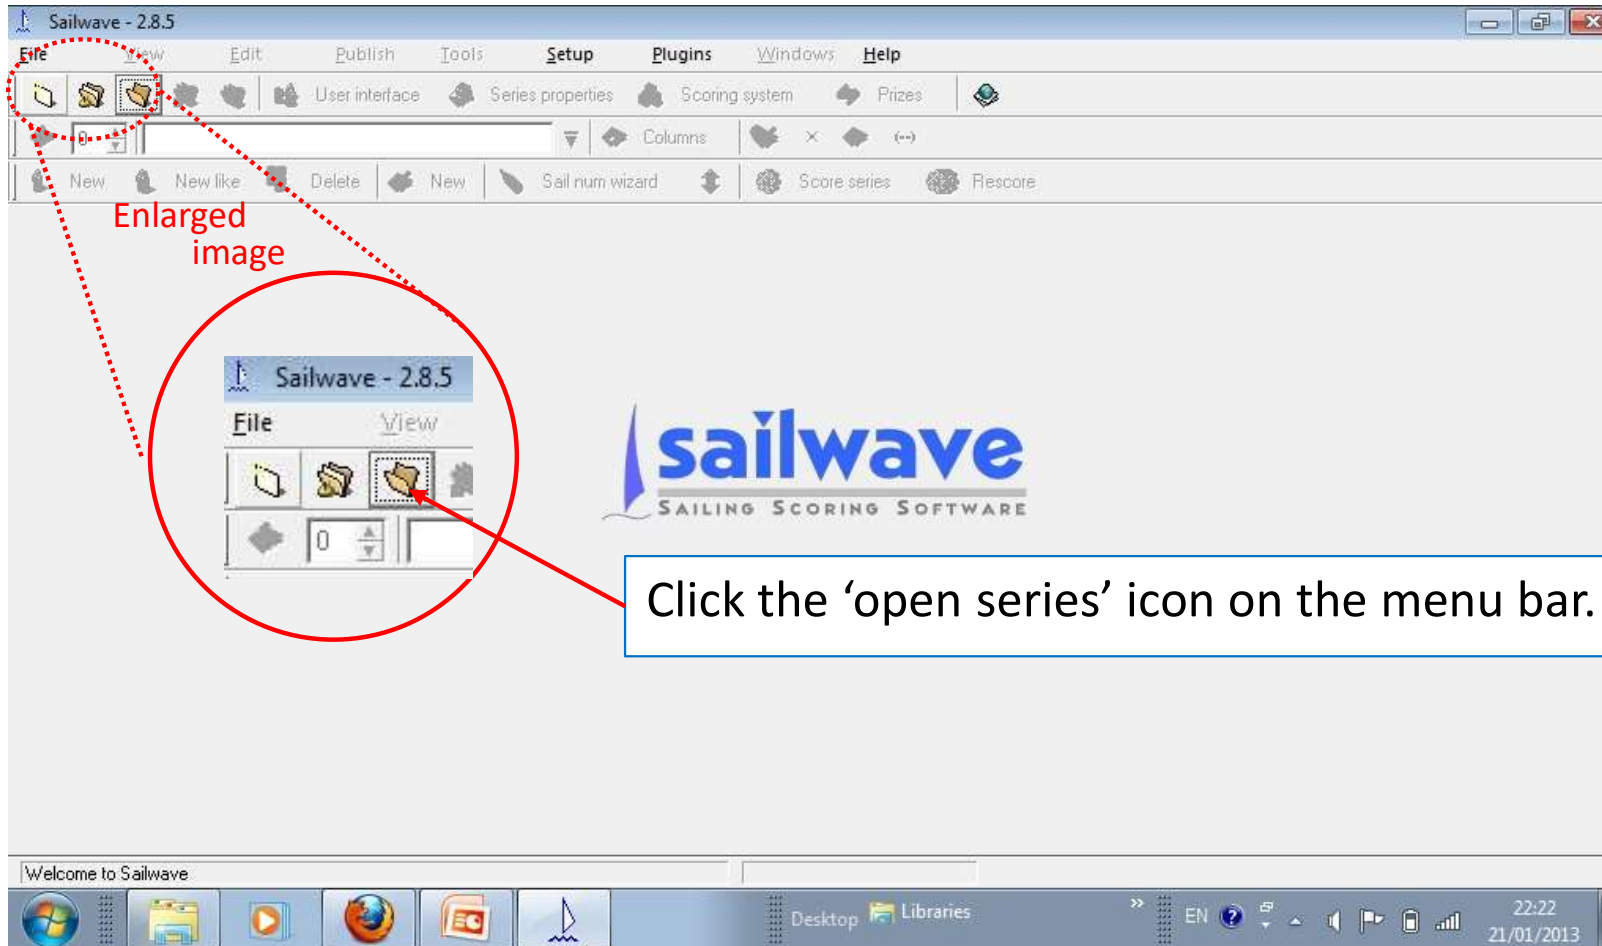 Sailwave - 2.8.5
File View Edit Publish Tools Setup Plugins Windows Help
User interface Series properties Scoring system Prizes
0 Columns (--)
New New like Delete New Sail num wizard Score series Rescore
Enlarged
image
Sailwave - 2.8.5
File View
0
sailwave
SAILING SCORING SOFTWARE
Click the ‘open series’ icon on the menu bar.
Welcome to Sailwave
Desktop Libraries » EN 22:22
21/01/2013